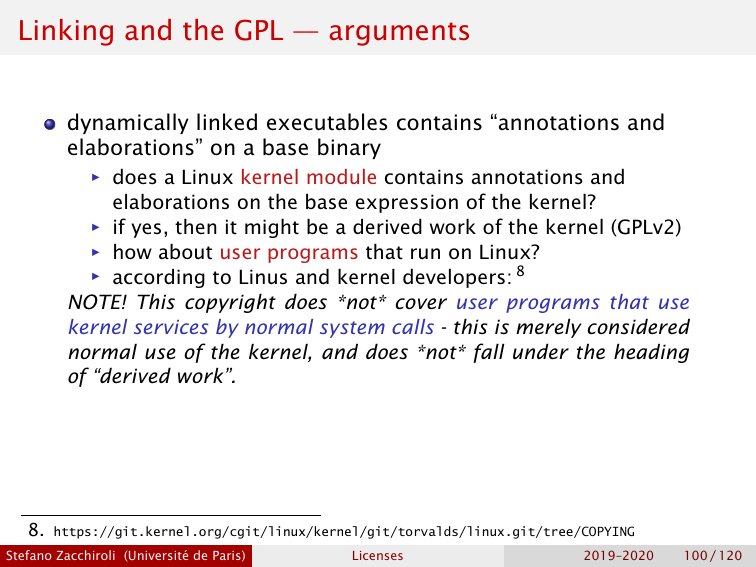 Linking and the GPL — arguments
dynamically linked executables contains “annotations and
elaborations” on a base binary
does a Linux kernel module contains annotations and
elaborations on the base expression of the kernel?
if yes, then it might be a derived work of the kernel (GPLv2)
how about user programs that run on Linux?
according to Linus and kernel developers: 8
NOTE! This copyright does *not* cover user programs that use
kernel services by normal system calls - this is merely considered
normal use of the kernel, and does *not* fall under the heading
of “derived work”.
8. https://git.kernel.org/cgit/linux/kernel/git/torvalds/linux.git/tree/COPYING
Stefano Zacchiroli (Université de Paris) Licenses 2019–2020 100 / 120